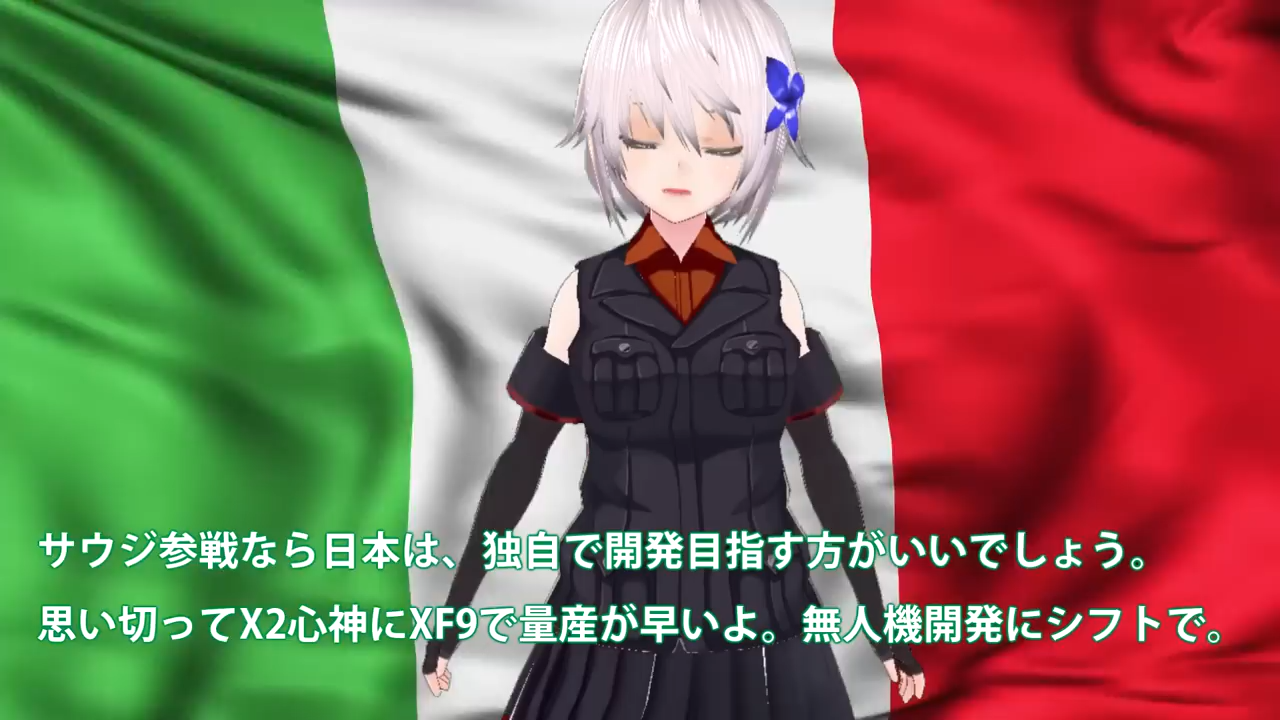 サウジ参戦なら日本は、独自で開発目指す方がいいでしょう。
思い切ってX2心神にXF9で量産が早いよ。無人機開発にシフトで。